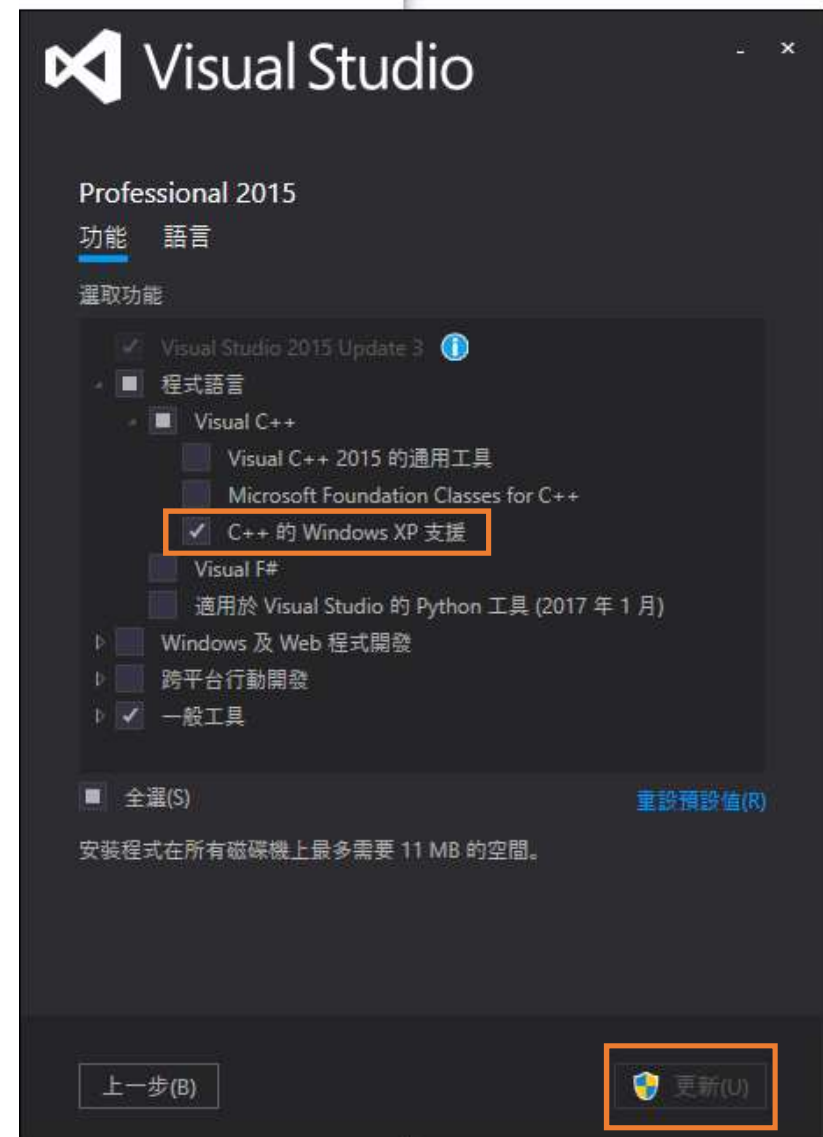 Visual Studio
Professional 2015
功能 語言
選取功能
Visual Studio 2015 Update 3
程式語言
Visual C++
Visual C++ 2015 的通用工具
Microsoft Foundation Classes for C++
C++ 的 Windows XP 支援
Visual F#
適用於 Visual Studio 的 Python 工具 (2017 年 1 月)
Windows 及 Web 程式開發
跨平台行動開發
一般工具
全選(S) 重設預設值(R)
安裝程式在所有磁碟機上最多需要 11 MB 的空間。
上一步(B) 更新(U)